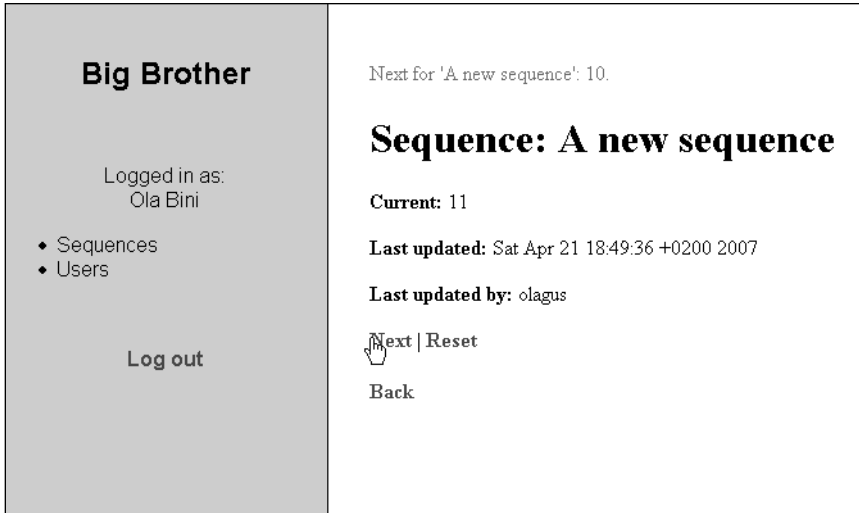 Big Brother
Logged in as:
Ola Bini
• Sequences
• Users
Log out
Next for 'A new sequence': 10.
Sequence: A new sequence
Current: 11
Last updated: Sat Apr 21 18:49:36 +0200 2007
Last updated by: olagus
Next | Reset
Back